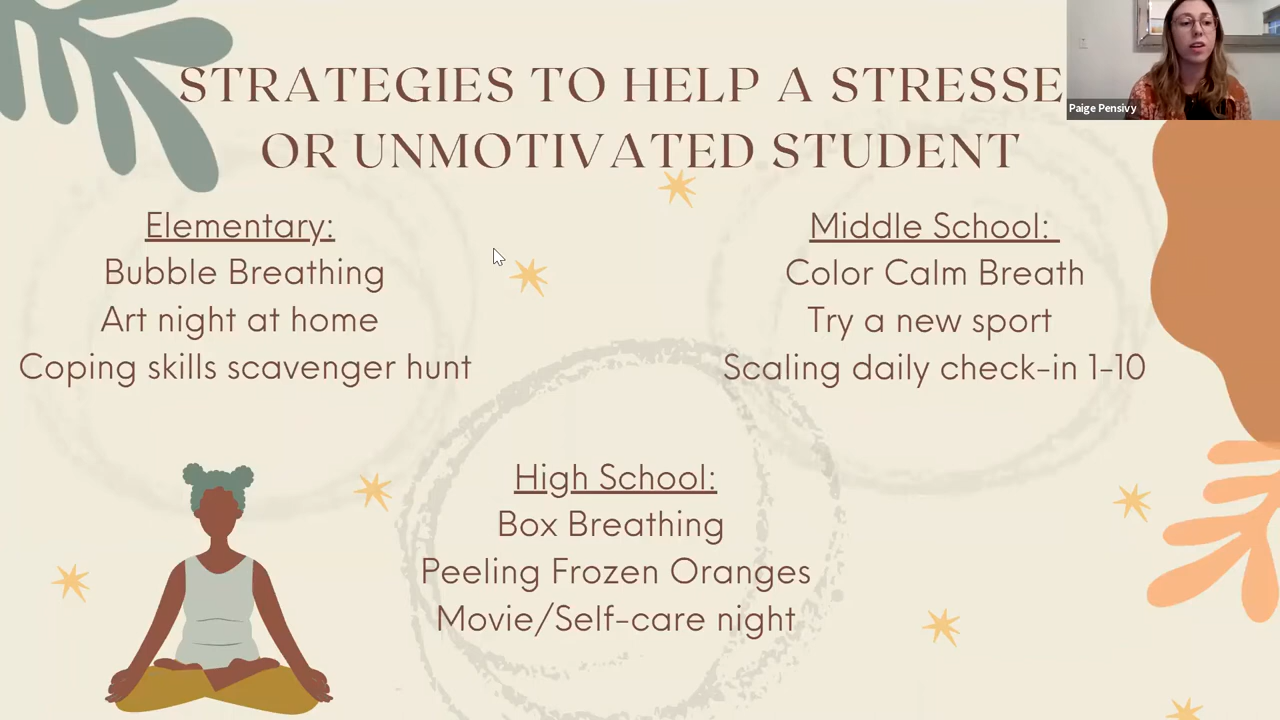 STRATEGIES TO HELP A STRESSE
OR UNMOTIVATED STUDENT
Paige Pensivy
Elementary:
Bubble Breathing
Art night at home
Coping skills scavenger hunt
Middle School:
Color Calm Breath
Try a new sport
Scaling daily check-in 1-10
High School:
Box Breathing
Peeling Frozen Oranges
Movie/Self-care night